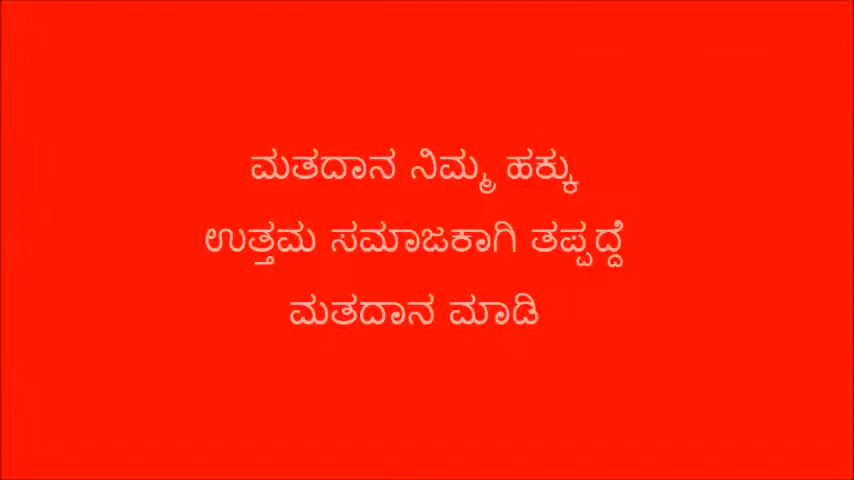 ಮತದಾನ ನಿಮ್ಮ ಹಕ್ಕು
ಉತ್ತಮ ಸಮಾಜಕಾಗಿ ತಪ್ಪದ್ದೆ
ಮತದಾನ ಮಾಡಿ